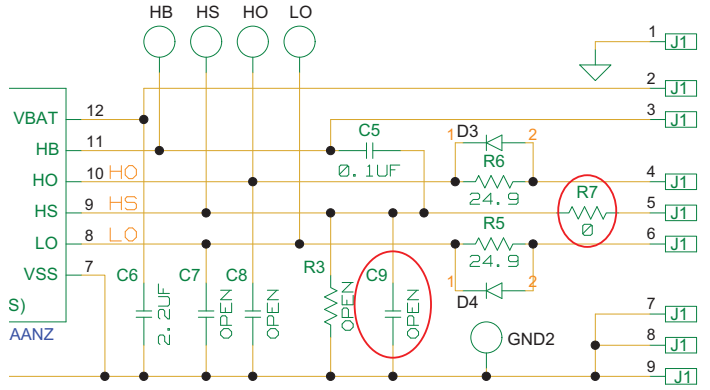 HB HS HO LO
1 J1
2 J1
VBAT 12
3 J1
HB 11
C5
0.1UF
D3
1 2
R6
24.9
HO 10 HO
4 J1
R7
0
HS 9 HS
5 J1
LO 8 LO
6 J1
R5
24.9
1 2
D4
VSS 7
C6
2.2UF
C7
OPEN
C8
OPEN
R3
OPEN
C9
OPEN
S)
AANZ
GND2
7 J1
8 J1
9 J1